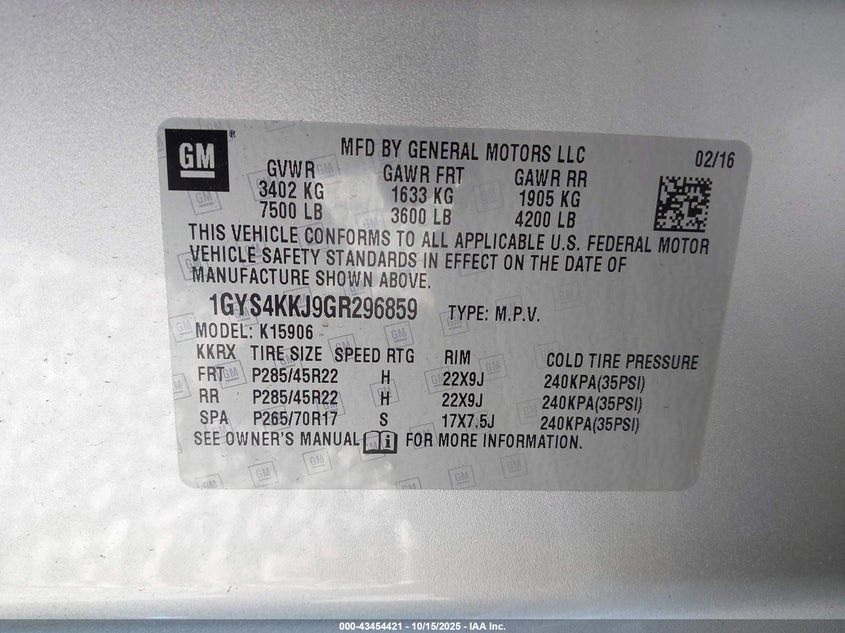 GM®
MFD BY GENERAL MOTORS LLC 02/16
GVWR GAWR FRT GAWR RR
3402 KG 1633 KG 1905 KG
7500 LB 3600 LB 4200 LB
THIS VEHICLE CONFORMS TO ALL APPLICABLE U.S. FEDERAL MOTOR
VEHICLE SAFETY STANDARDS IN EFFECT ON THE DATE OF
MANUFACTURE SHOWN ABOVE.
1GYS4KKJ9GR296859 TYPE: M.P.V.
MODEL: K15906
KKRX TIRE SIZE SPEED RTG RIM COLD TIRE PRESSURE
FRT P285/45R22 H 22X9J 240KPA(35PSI)
RR P285/45R22 H 22X9J 240KPA(35PSI)
SPA P265/70R17 S 17X7.5J 240KPA(35PSI)
SEE OWNER'S MANUAL i FOR MORE INFORMATION.
000-43454421 - 10/15/2025 - IAA Inc.